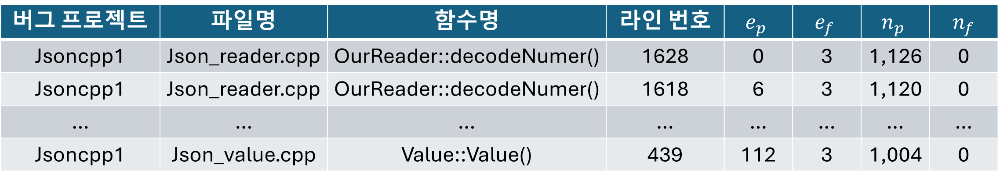 버그 프로젝트 파일명 함수명 라인 번호 e_p e_f n_p n_f
Jsoncpp1 Json_reader.cpp OurReader::decodeNumer() 1628 0 3 1,126 0
Jsoncpp1 Json_reader.cpp OurReader::decodeNumer() 1618 6 3 1,120 0
... ... ... ... ... ... ... ...
Jsoncpp1 Json_value.cpp Value::Value() 439 112 3 1,004 0